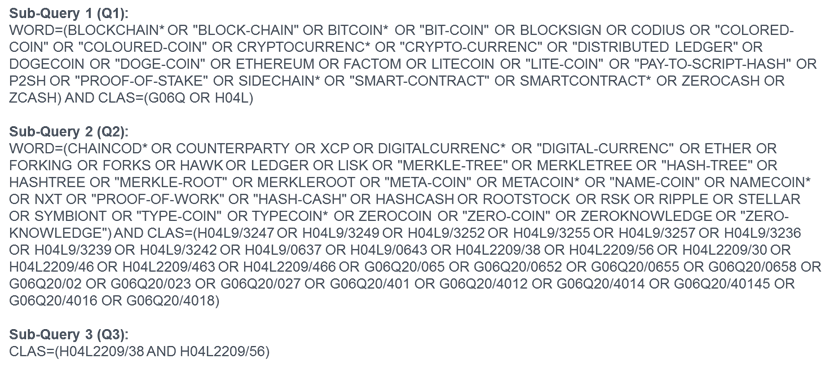 Sub-Query 1 (Q1):
WORD=(BLOCKCHAIN* OR "BLOCK-CHAIN" OR BITCOIN* OR "BIT-COIN" OR BLOCKSIGN OR CODIUS OR "COLORED-
COIN" OR "COLOURED-COIN" OR CRYPTOCURRENC* OR "CRYPTO-CURRENC" OR "DISTRIBUTED LEDGER" OR
DOGECOIN OR "DOGE-COIN" OR ETHEREUM OR FACTOM OR LITECOIN OR "LITE-COIN" OR "PAY-TO-SCRIPT-HASH" OR
P2SH OR "PROOF-OF-STAKE" OR SIDECHAIN* OR "SMART-CONTRACT" OR SMARTCONTRACT* OR ZEROCASH OR
ZCASH) AND CLAS=(G06Q OR H04L)
Sub-Query 2 (Q2):
WORD=(CHAINCOD* OR COUNTERPARTY OR XCP OR DIGITALCURRENC* OR "DIGITAL-CURRENC" OR ETHER OR
FORKING OR FORKS OR HAWK OR LEDGER OR LISK OR "MERKLE-TREE" OR MERKLETREE OR "HASH-TREE" OR
HASHTREE OR "MERKLE-ROOT" OR MERKLEROOT OR "META-COIN" OR METACOIN* OR "NAME-COIN" OR NAMECOIN*
OR NXT OR "PROOF-OF-WORK" OR "HASH-CASH" OR HASHCASH OR ROOTSTOCK OR RSK OR RIPPLE OR STELLAR
OR SYMBIONT OR "TYPE-COIN" OR TYPECOIN* OR ZEROCOIN OR "ZERO-COIN" OR ZEROKNOWLEDGE OR "ZERO-
KNOWLEDGE") AND CLAS=(H04L9/3247 OR H04L9/3249 OR H04L9/3252 OR H04L9/3255 OR H04L9/3257 OR H04L9/3236
OR H04L9/3239 OR H04L9/3242 OR H04L9/0637 OR H04L9/0643 OR H04L2209/38 OR H04L2209/56 OR H04L2209/30 OR
H04L2209/46 OR H04L2209/463 OR H04L2209/466 OR G06Q20/065 OR G06Q20/0652 OR G06Q20/0655 OR G06Q20/0658 OR
G06Q20/02 OR G06Q20/023 OR G06Q20/027 OR G06Q20/401 OR G06Q20/4012 OR G06Q20/4014 OR G06Q20/40145 OR
G06Q20/4016 OR G06Q20/4018)
Sub-Query 3 (Q3):
CLAS=(H04L2209/38 AND H04L2209/56)